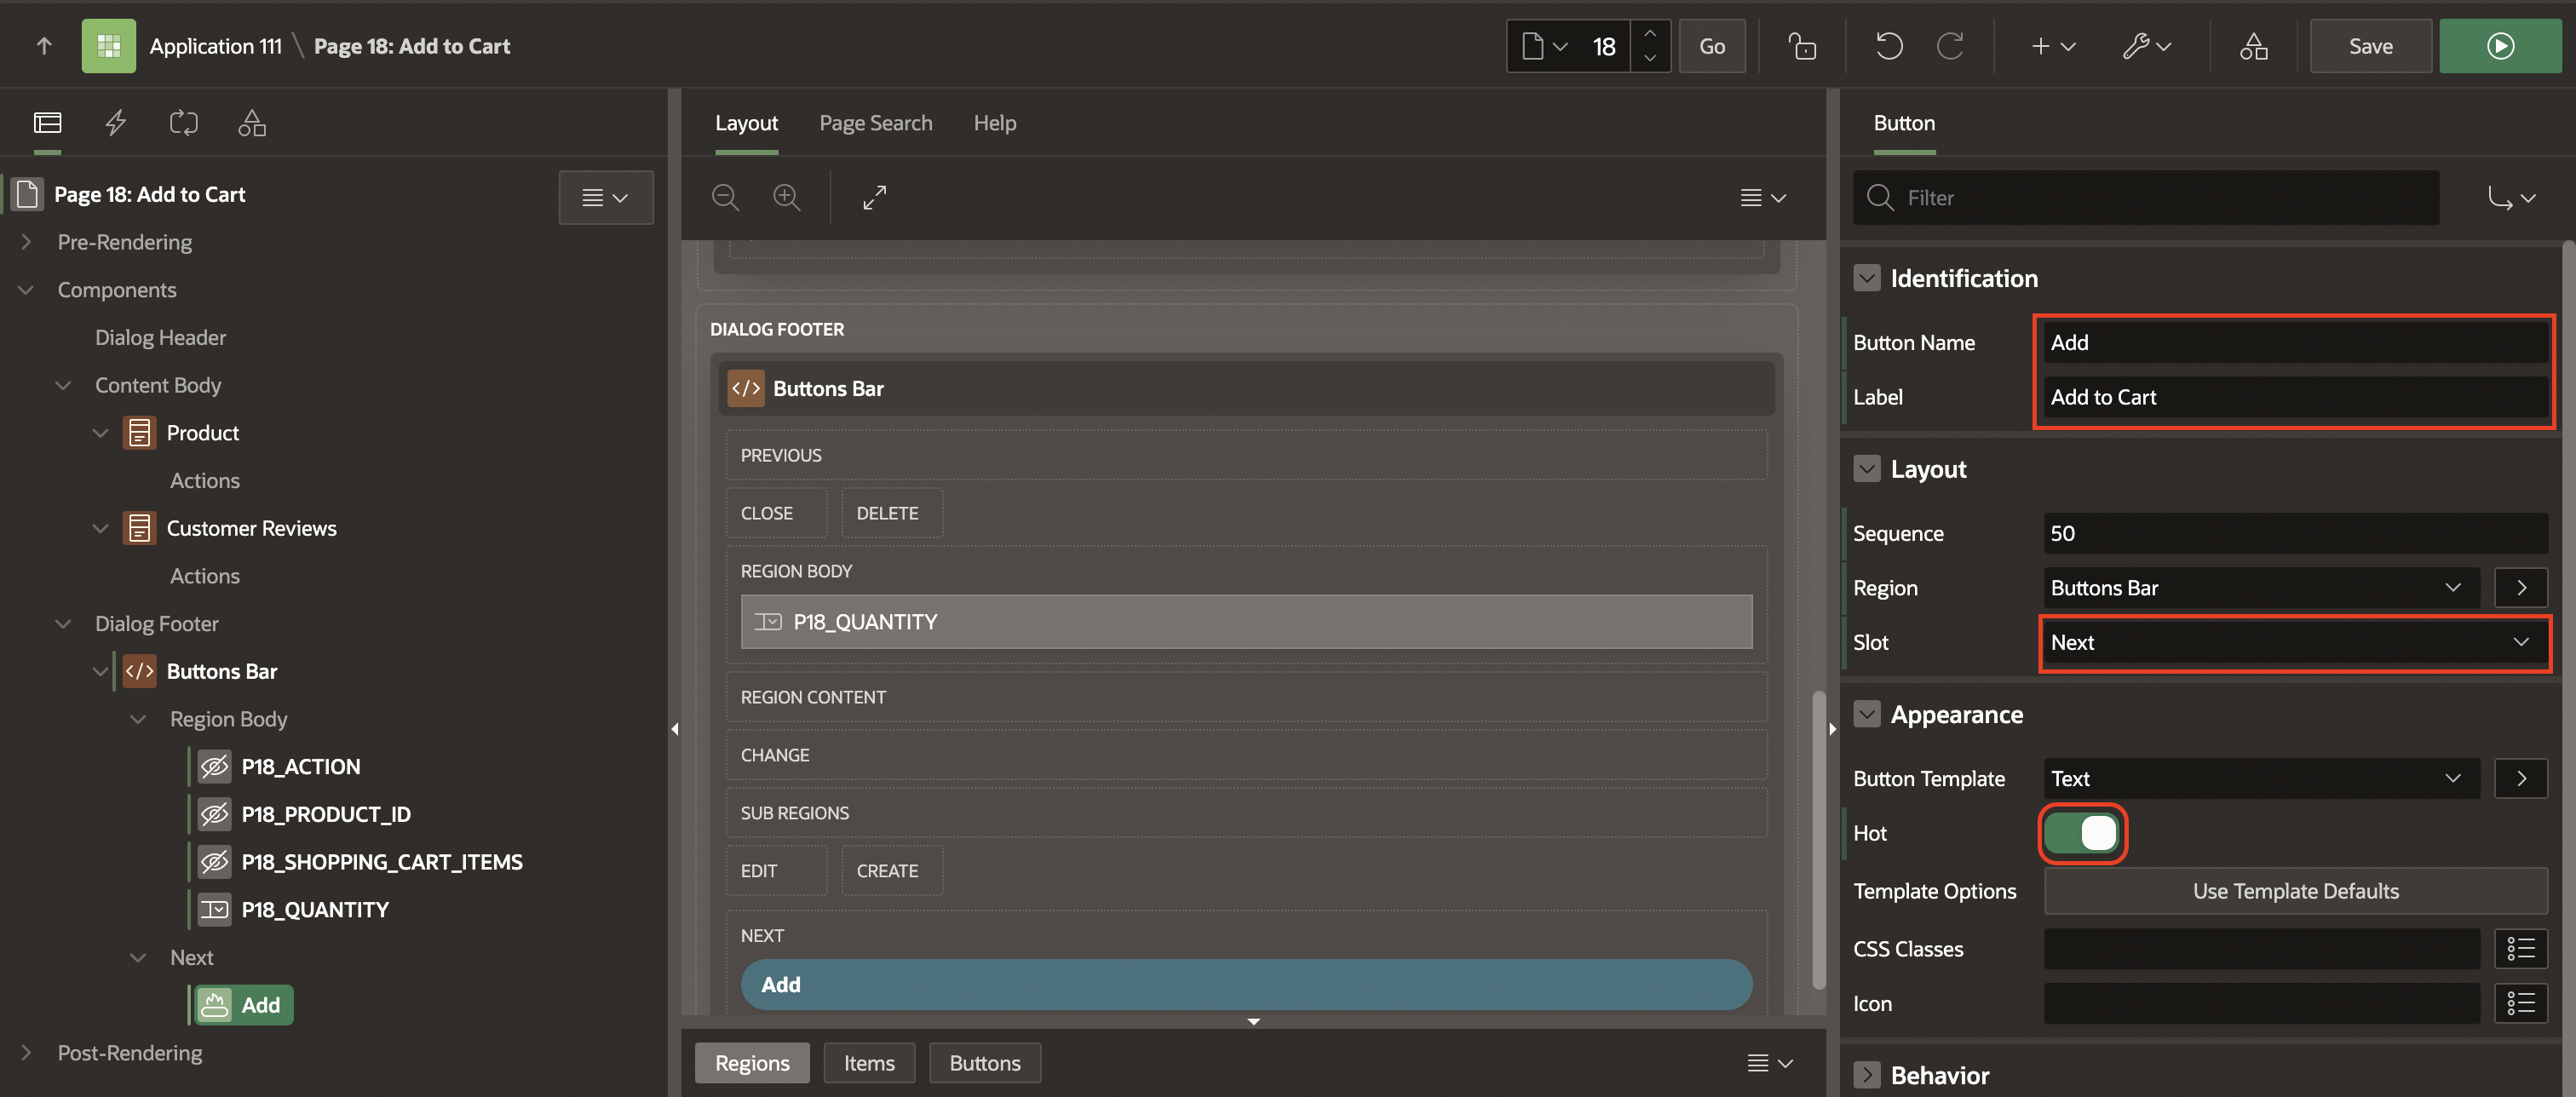 Application 111 \ Page 18: Add to Cart
18
Go
Save
Page 18: Add to Cart
Pre-Rendering
Components
Dialog Header
Content Body
Product
Actions
Customer Reviews
Actions
Dialog Footer
</> Buttons Bar
Region Body
P18_ACTION
P18_PRODUCT_ID
P18_SHOPPING_CART_ITEMS
P18_QUANTITY
Next
Add
Post-Rendering
Layout Page Search Help
DIALOG FOOTER
</> Buttons Bar
PREVIOUS
CLOSE DELETE
REGION BODY
P18_QUANTITY
REGION CONTENT
CHANGE
SUB REGIONS
EDIT CREATE
NEXT
Add
Regions Items Buttons
Button
Filter
Identification
Button Name Add
Label Add to Cart
Layout
Sequence 50
Region Buttons Bar
Slot Next
Appearance
Button Template Text
Hot
Template Options Use Template Defaults
CSS Classes
Icon
Behavior